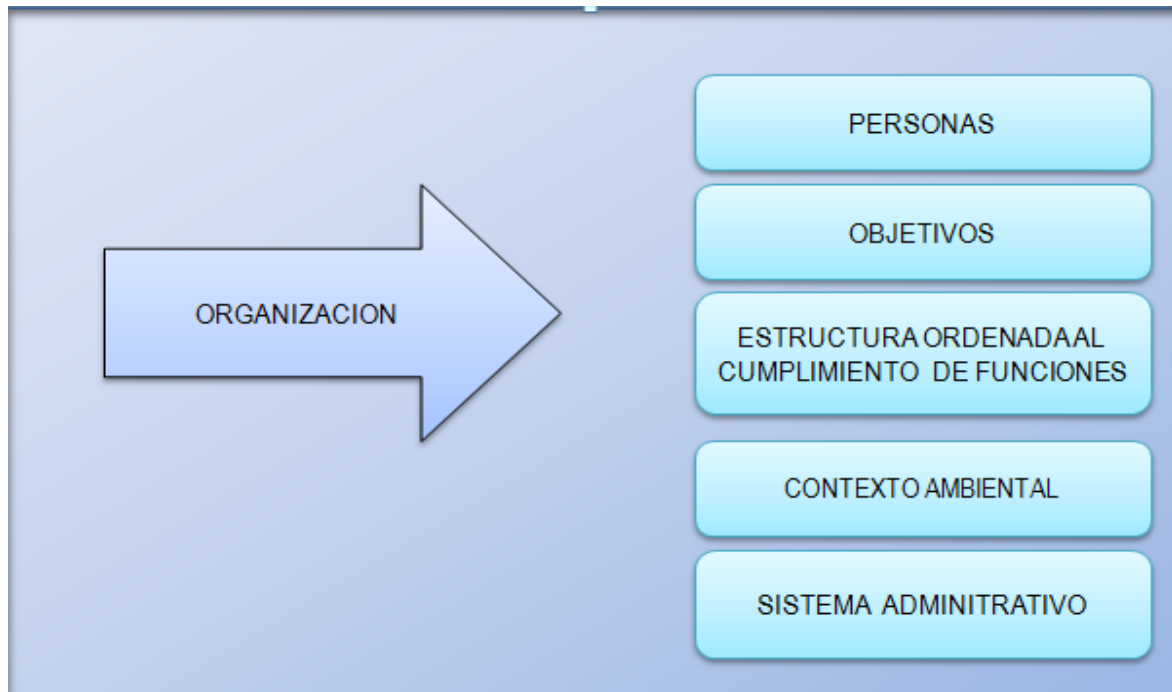 ORGANIZACION
PERSONAS
OBJETIVOS
ESTRUCTURA ORDENADA AL
CUMPLIMIENTO DE FUNCIONES
CONTEXTO AMBIENTAL
SISTEMA ADMINITRATIVO